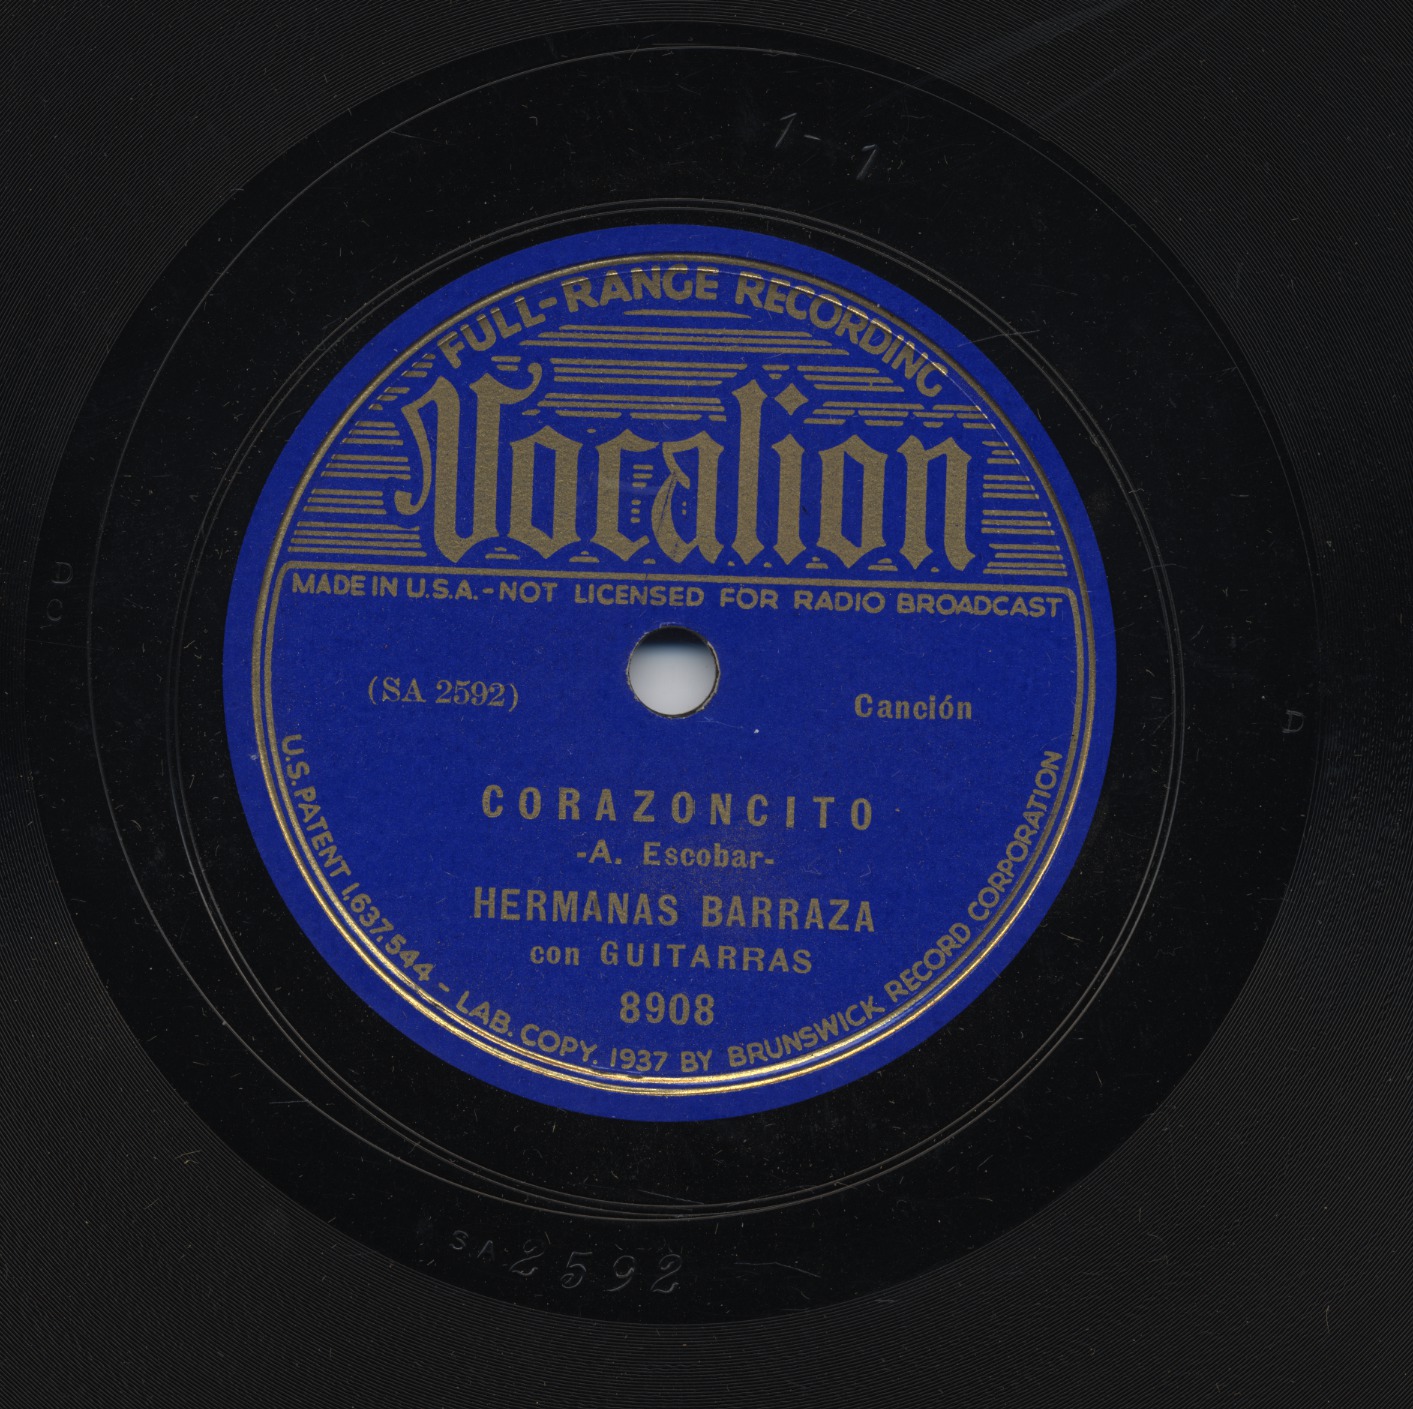 1-1
FULL-RANGE RECORDING
Vocalion
MADE IN U.S.A.-NOT LICENSED FOR RADIO BROADCAST
(SA 2592)
Canción
CORAZONCITO
-A. Escobar-
HERMANAS BARRAZA
con GUITARRAS
8908
U.S. PATENT 1,637,544 - LAB. COPY. 1937 BY BRUNSWICK RECORD CORPORATION
D
D
SA 2592